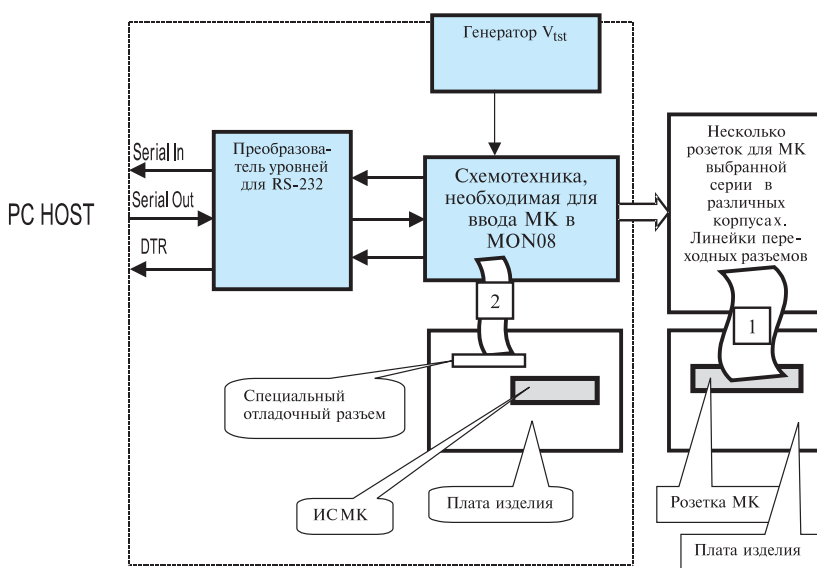 Генератор Vtst
Несколько
розеток для МК
выбранной
серии в
различных
корпусах.
Линейки пере-
ходных разъемов
Преобразова-
тель уровней
для RS-232
Схемотехника,
необходимая для
ввода МК в
MON08
PC HOST
Serial In
Serial Out
DTR
2
1
Специальный
отладочный разъем
ИС МК
Плата изделия
Розетка МК
Плата изделия